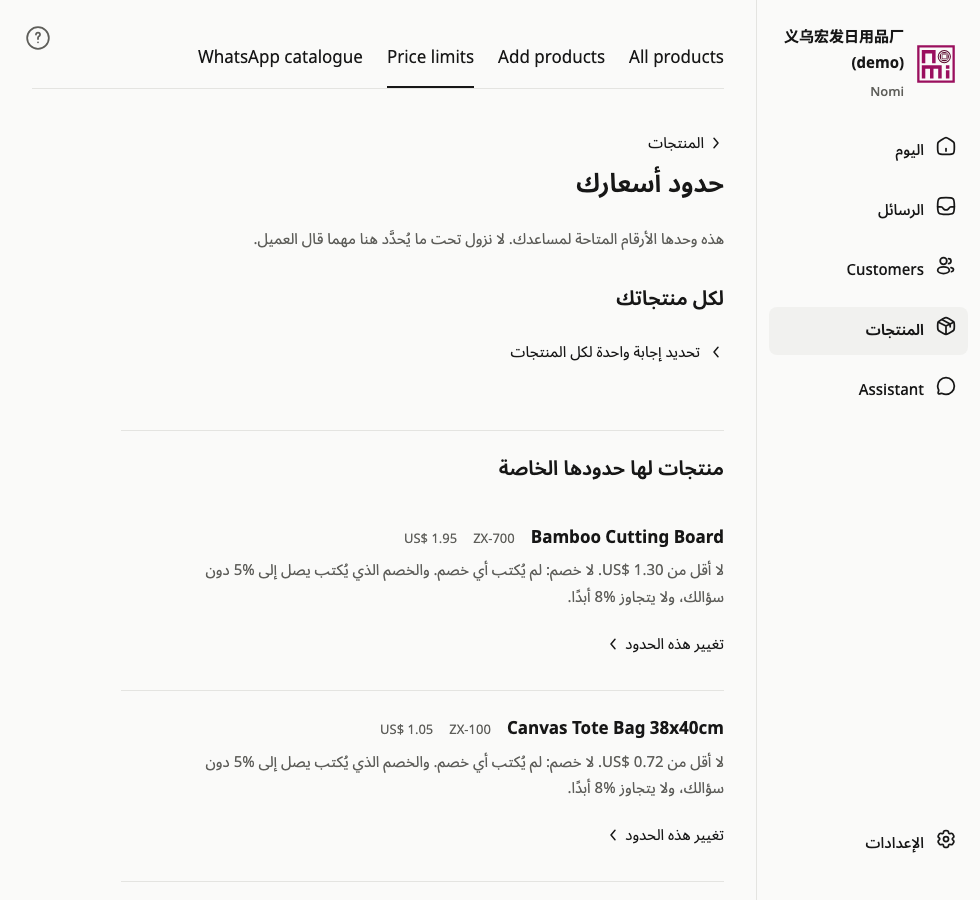 义乌宏发日用品厂
(demo)
Nomi
اليوم
الرسائل
Customers
المنتجات
Assistant
الإعدادات
All products
Add products
Price limits
WhatsApp catalogue
?
المنتجات
حدود أسعارك
هذه وحدها الأرقام المتاحة لمساعدك. لا نزول تحت ما يُحدَّد هنا مهما قال العميل.
لكل منتجاتك
تحديد إجابة واحدة لكل المنتجات
منتجات لها حدودها الخاصة
Bamboo Cutting Board ZX-700 US$ 1.95
لا أقل من US$ 1.30. لا خصم: لم يُكتب أي خصم. والخصم الذي يُكتب يصل إلى 5% دون
سؤالك، ولا يتجاوز 8% أبدًا.
تغيير هذه الحدود
Canvas Tote Bag 38x40cm ZX-100 US$ 1.05
لا أقل من US$ 0.72. لا خصم: لم يُكتب أي خصم. والخصم الذي يُكتب يصل إلى 5% دون
سؤالك، ولا يتجاوز 8% أبدًا.
تغيير هذه الحدود